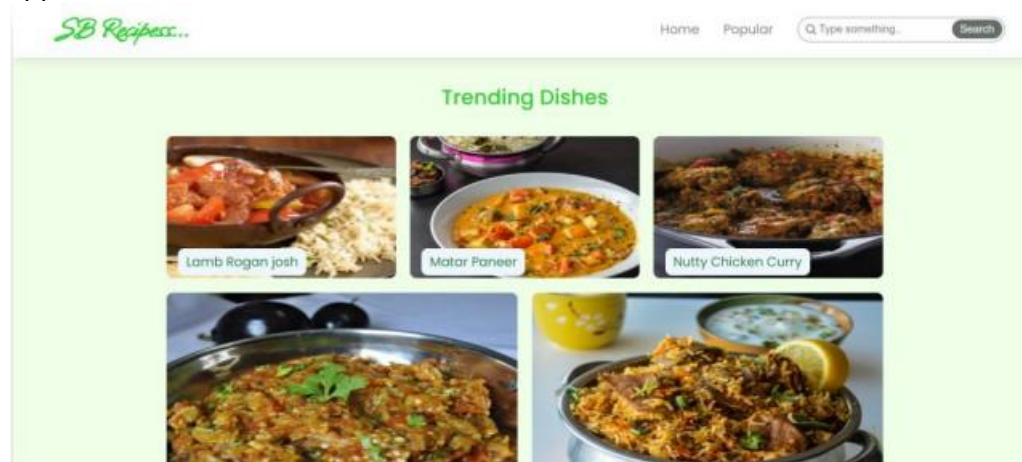 SB Recipess...
Home Popular Type something.. Search
Trending Dishes
Lamb Rogan josh Matar Paneer Nutty Chicken Curry